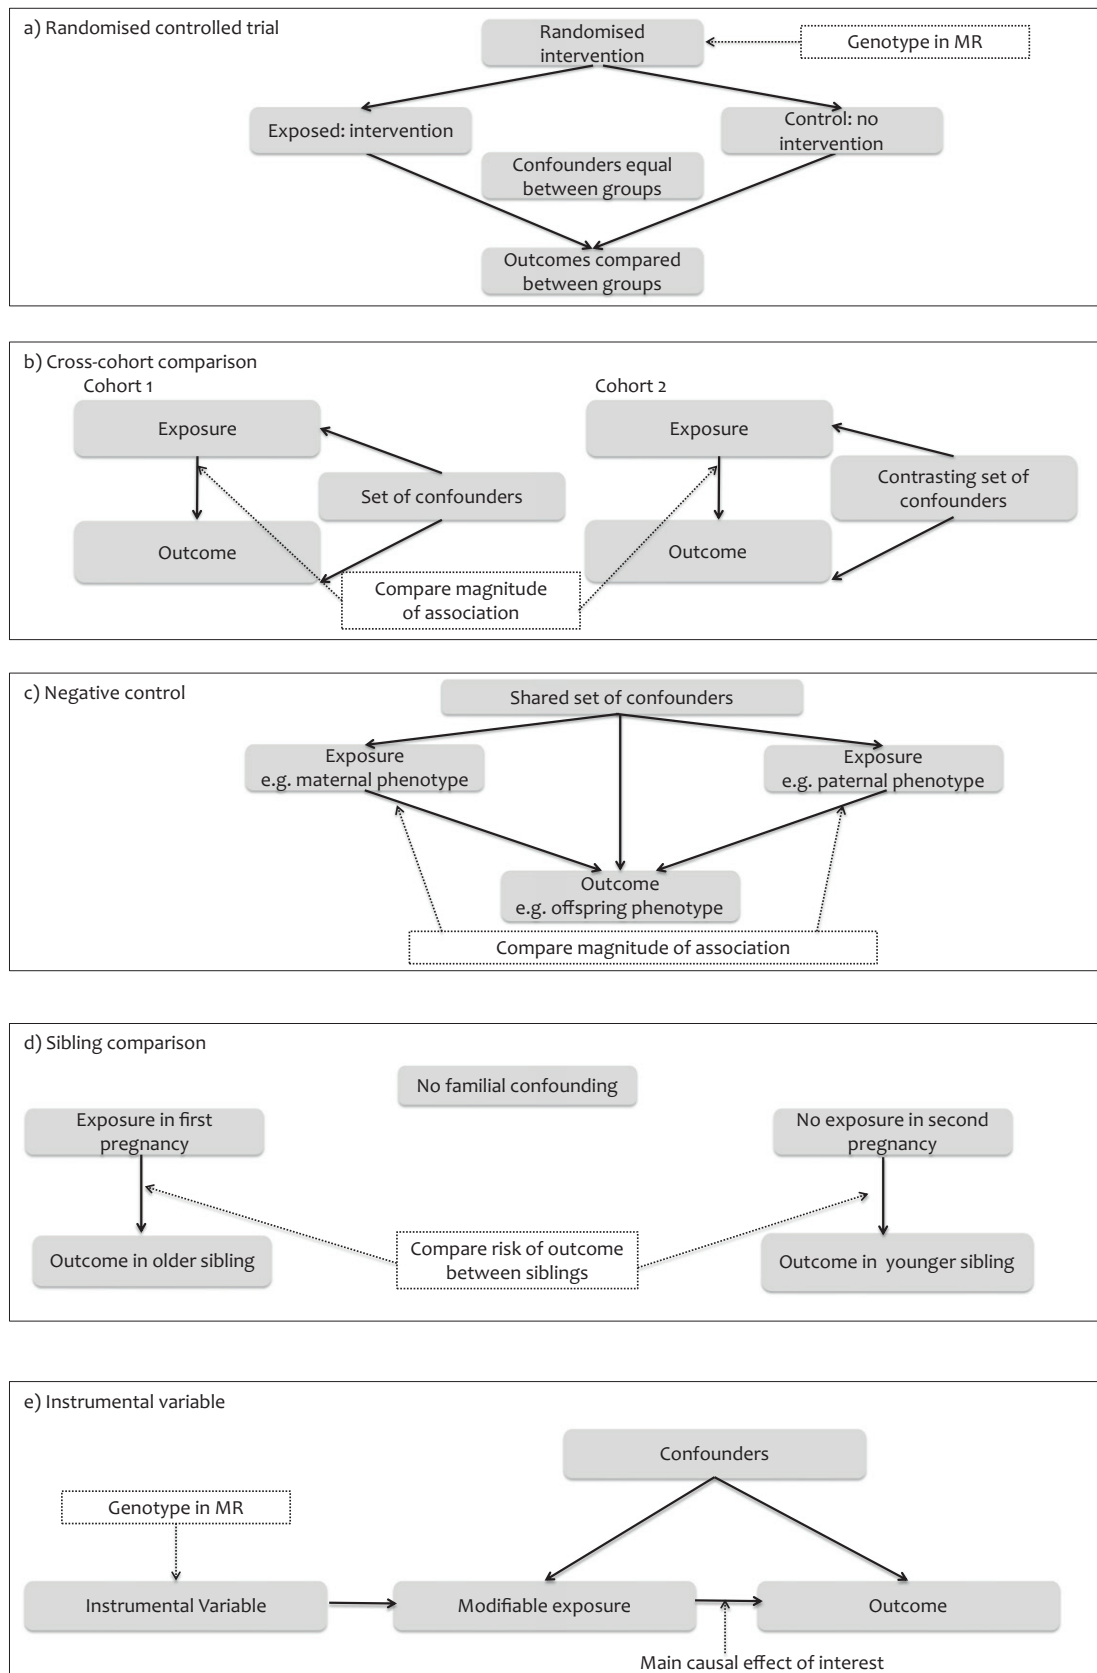 a) Randomised controlled trial
Randomised
intervention
Genotype in MR
Exposed: intervention
Control: no
intervention
Confounders equal
between groups
Outcomes compared
between groups
b) Cross-cohort comparison
Cohort 1
Cohort 2
Exposure
Exposure
Set of confounders
Contrasting set of
confounders
Outcome
Outcome
Compare magnitude
of association
c) Negative control
Shared set of confounders
Exposure
e.g. maternal phenotype
Exposure
e.g. paternal phenotype
Outcome
e.g. offspring phenotype
Compare magnitude of association
d) Sibling comparison
No familial confounding
Exposure in first
pregnancy
No exposure in second
pregnancy
Outcome in older sibling
Compare risk of outcome
between siblings
Outcome in younger sibling
e) Instrumental variable
Confounders
Genotype in MR
Instrumental Variable
Modifiable exposure
Outcome
Main causal effect of interest